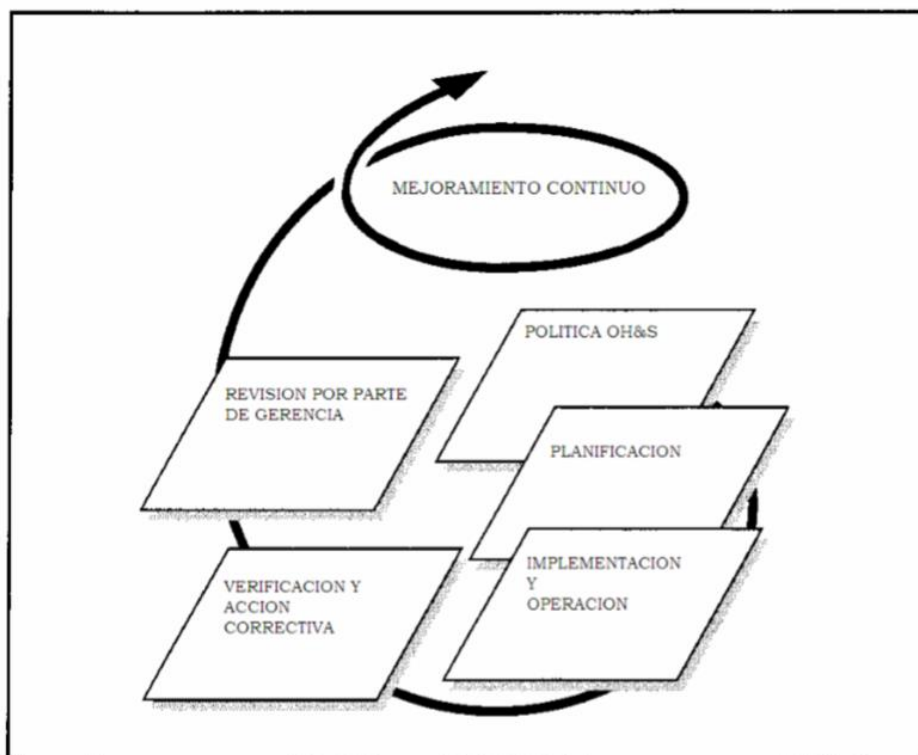 MEJORAMIENTO CONTINUO
POLITICA OH&S
REVISION POR PARTE
DE GERENCIA
PLANIFICACION
IMPLEMENTACION
Y
OPERACION
VERIFICACION Y
ACCION
CORRECTIVA